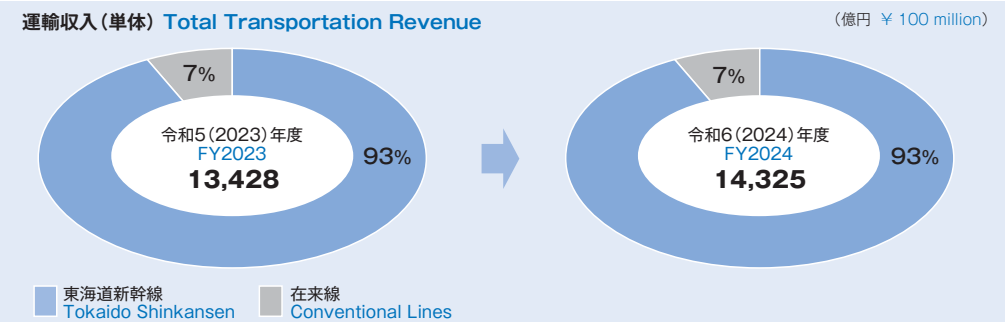 運輸収入（単体） Total Transportation Revenue
（億円 ¥ 100 million）
7%
令和5（2023）年度
FY2023
13,428
93%
7%
令和6（2024）年度
FY2024
14,325
93%
東海道新幹線
Tokaido Shinkansen
在来線
Conventional Lines